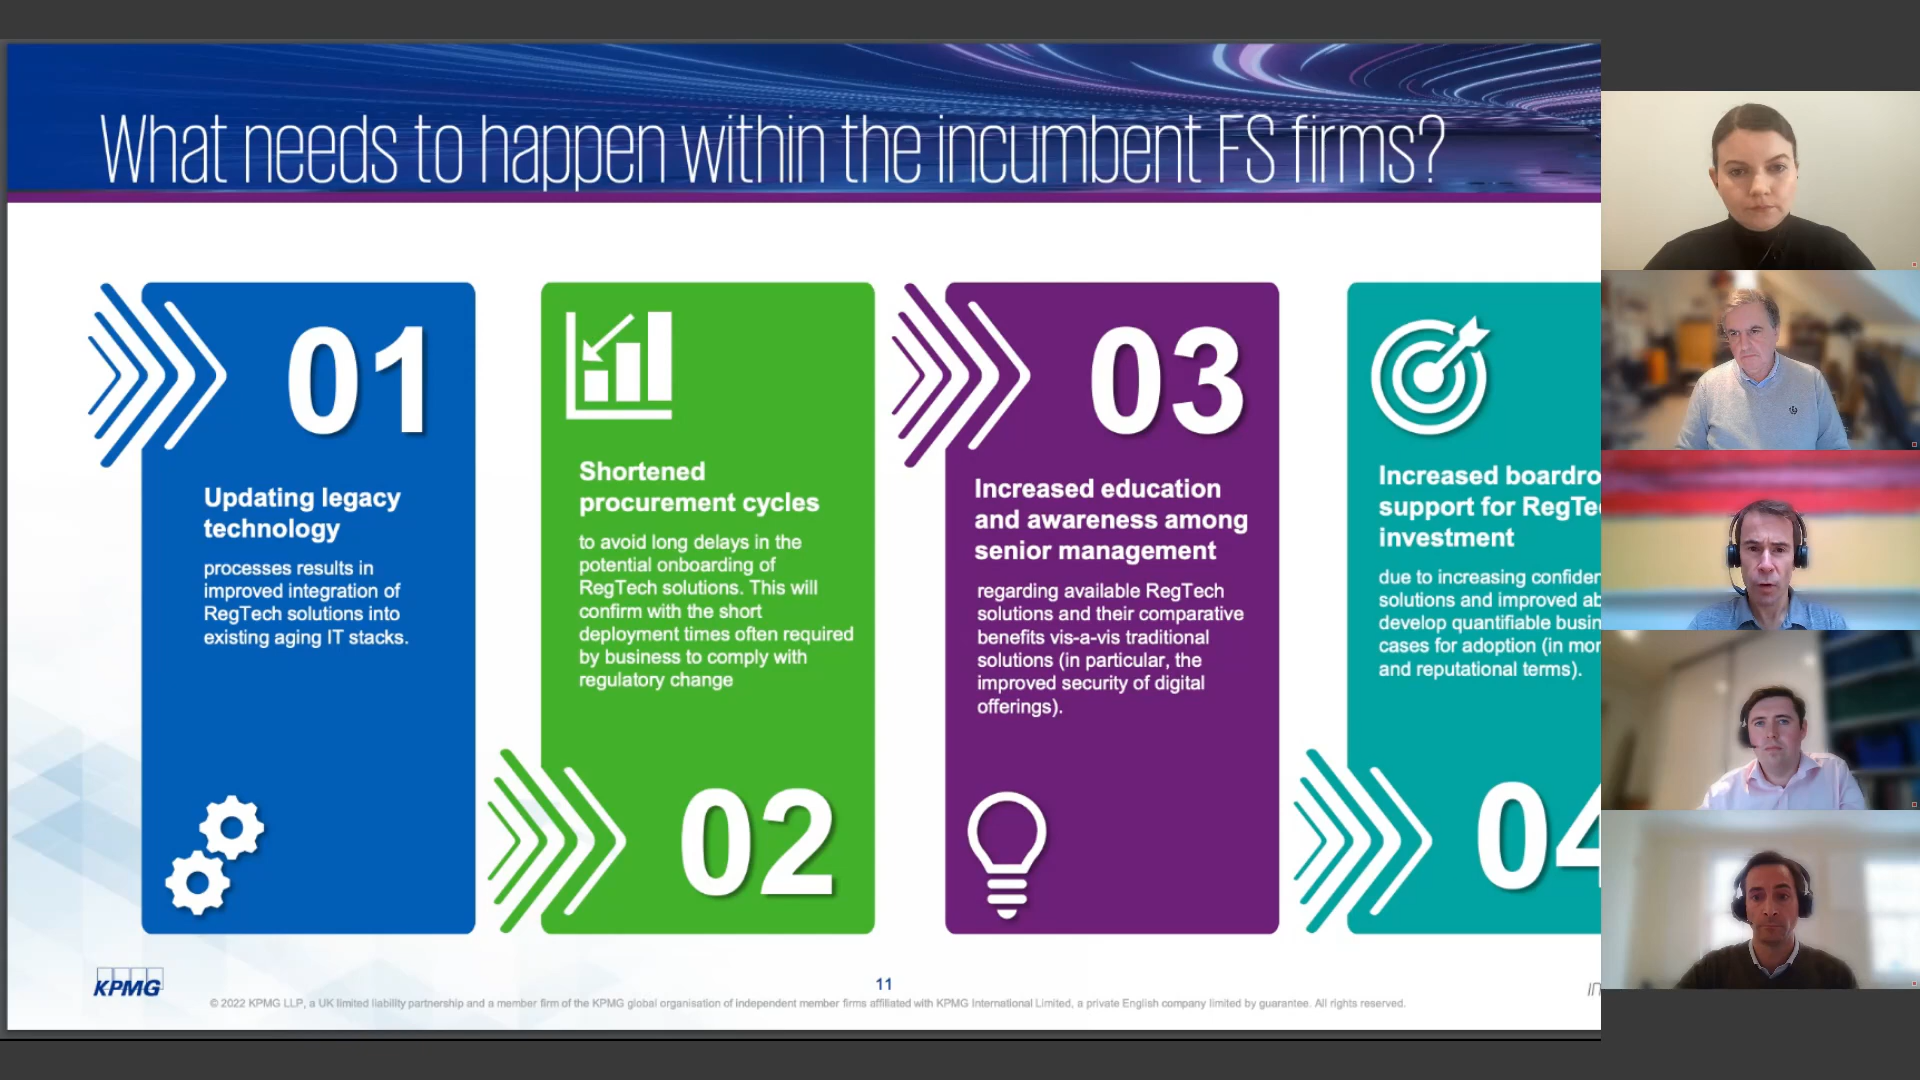 What needs to happen within the incumbent FS firms?
01
Updating legacy
technology
processes results in
improved integration of
RegTech solutions into
existing aging IT stacks.
Shortened
procurement cycles
to avoid long delays in the
potential onboarding of
RegTech solutions. This will
confirm with the short
deployment times often required
by business to comply with
regulatory change
02
03
Increased education
and awareness among
senior management
regarding available RegTech
solutions and their comparative
benefits vis-a-vis traditional
solutions (in particular, the
improved security of digital
offerings).
Increased boardro
support for RegTe
investment
due to increasing confiden
solutions and improved ab
develop quantifiable busin
cases for adoption (in mor
and reputational terms).
04
KPMG
11
© 2022 KPMG LLP, a UK limited liability partnership and a member firm of the KPMG global organisation of independent member firms affiliated with KPMG International Limited, a private English company limited by guarantee. All rights reserved.